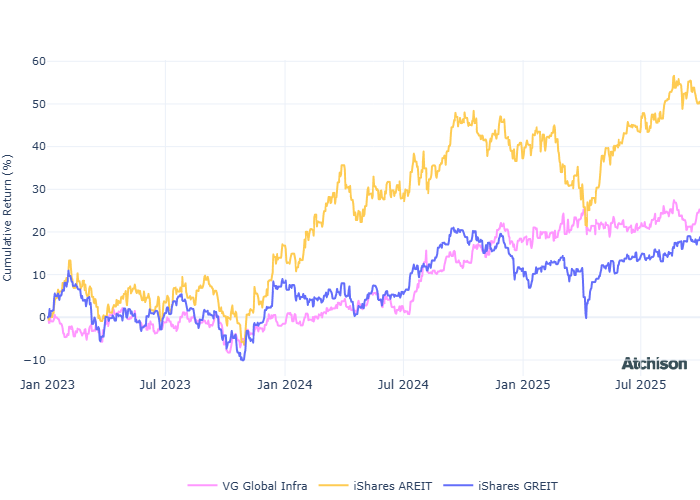 60
50
40
30
20
10
0
−10
Cumulative Return (%)
Jan 2023 Jul 2023 Jan 2024 Jul 2024 Jan 2025 Jul 2025
Atchison
VG Global Infra iShares AREIT iShares GREIT